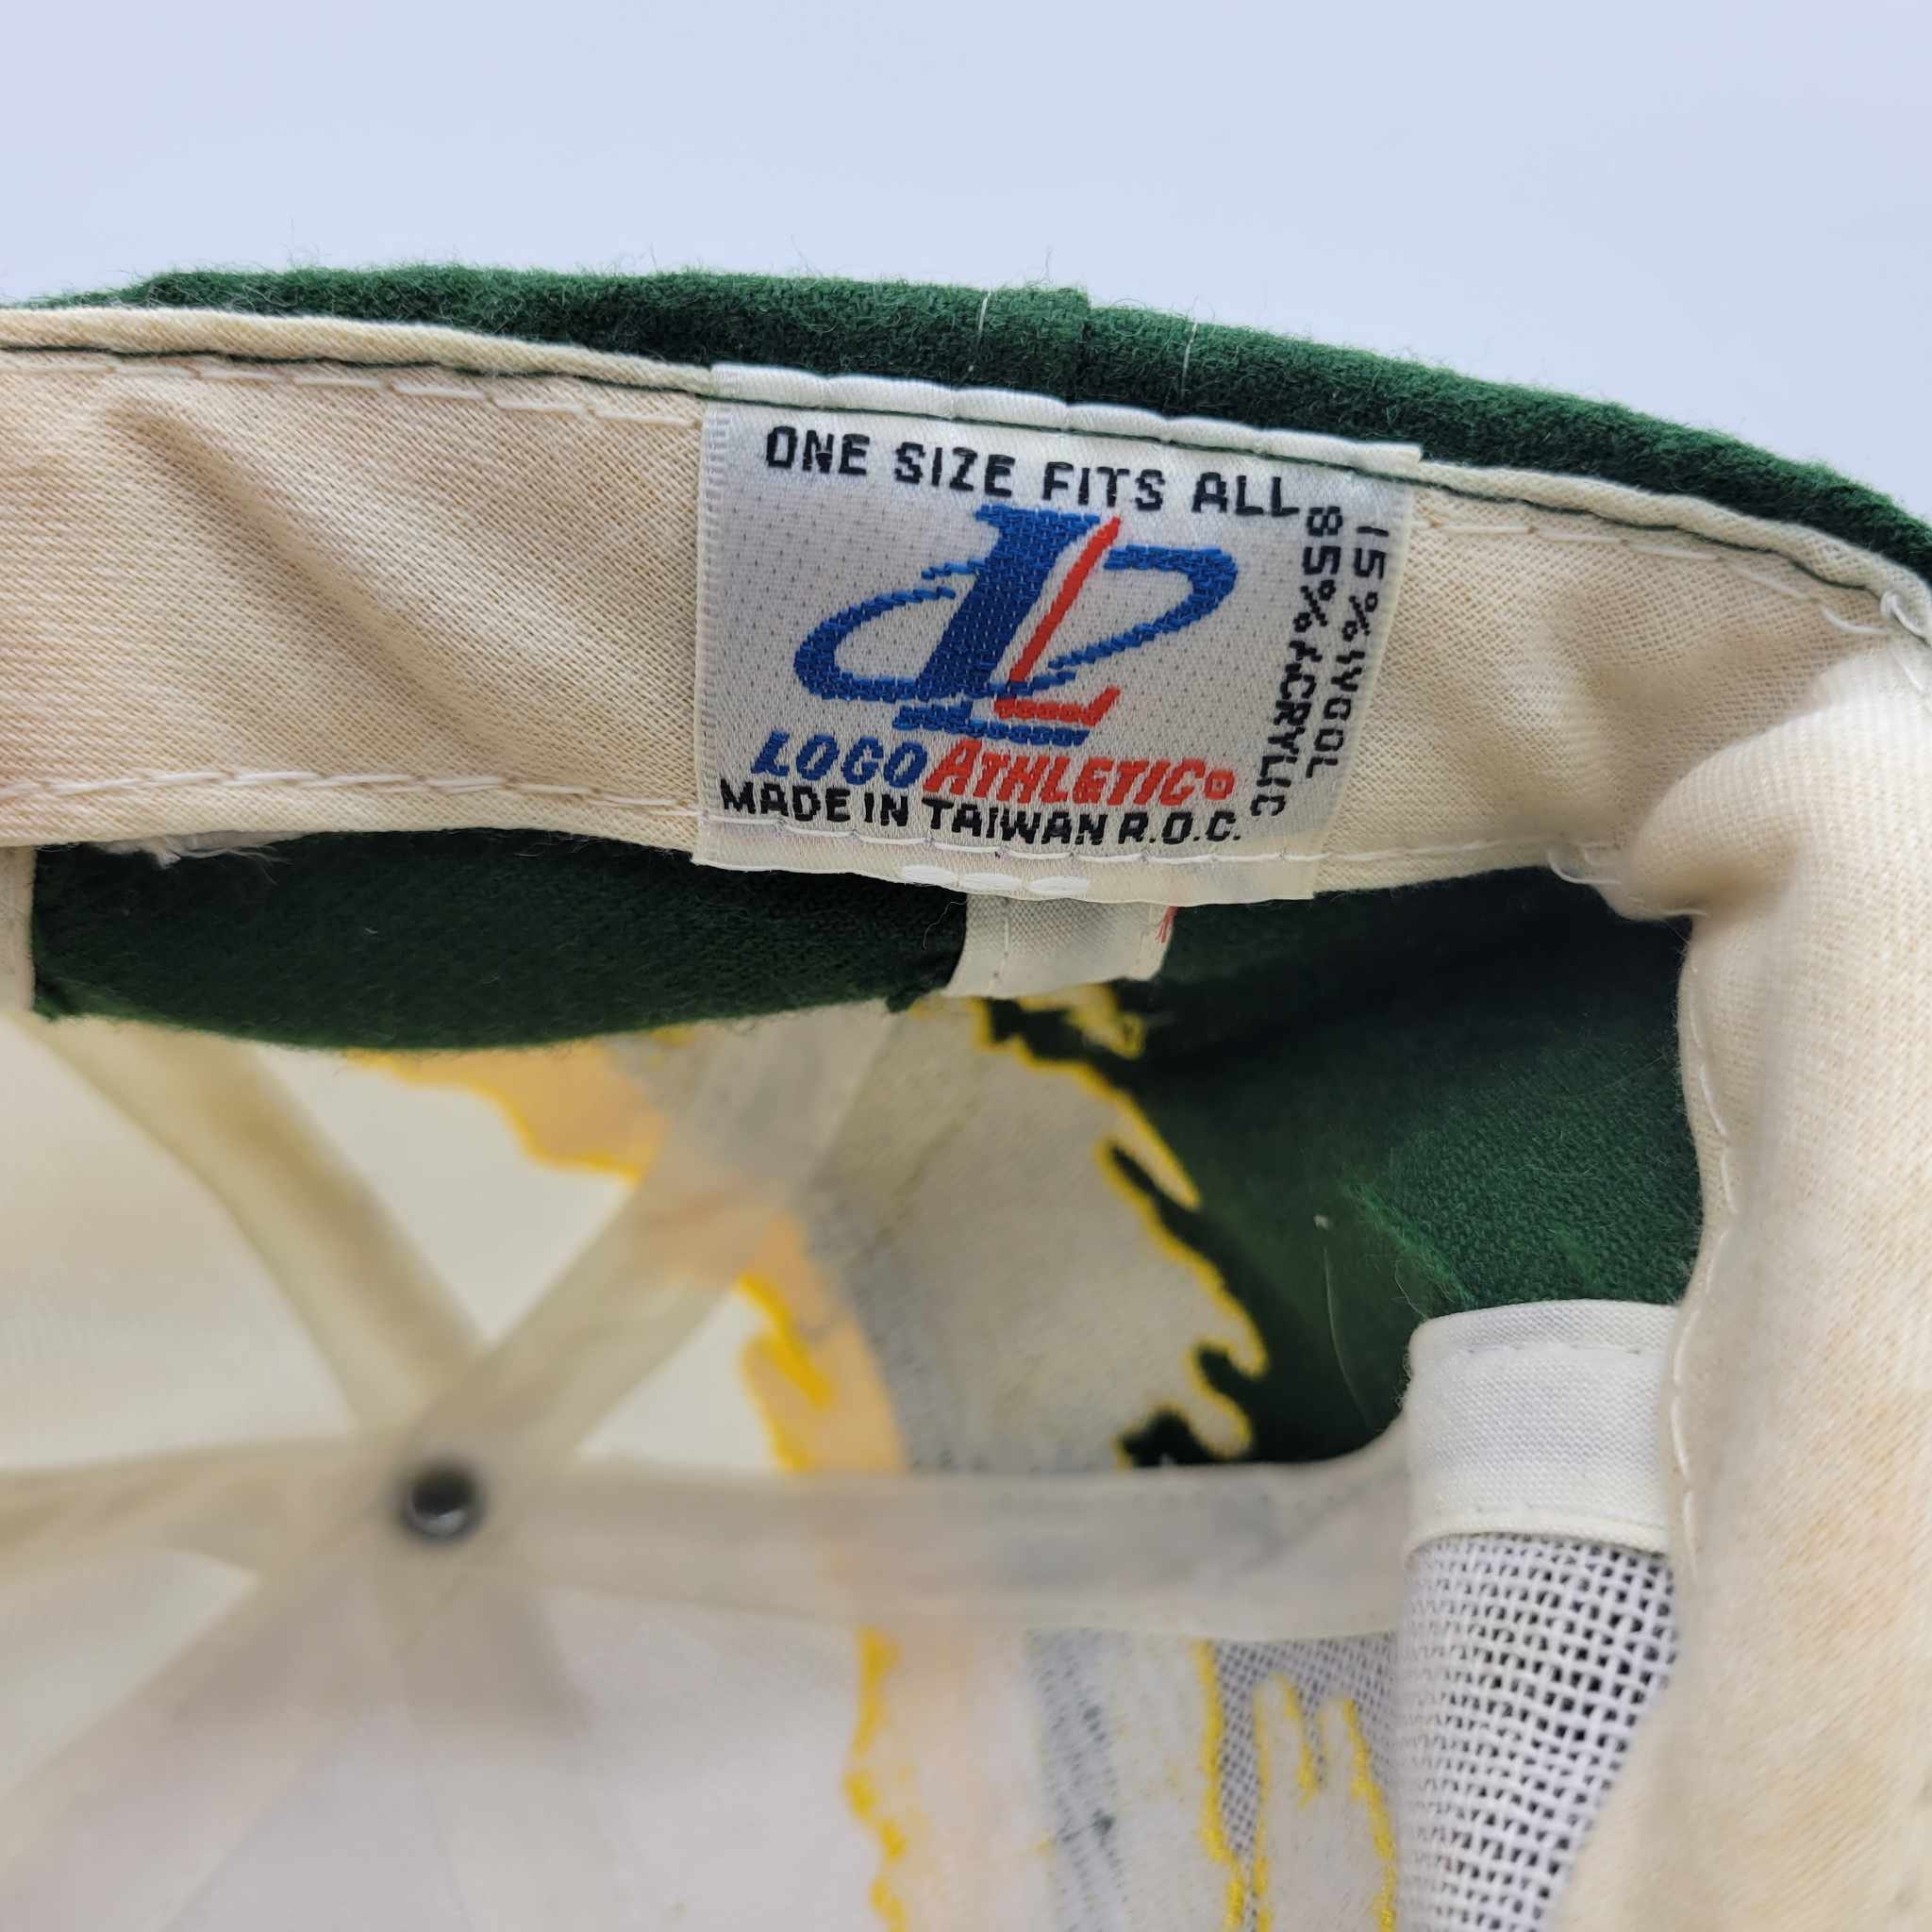 ONE SIZE FITS ALL
15% WOOL
85% ACRYLIC
LOGO ATHLETIC®
MADE IN TAIWAN R.O.C.